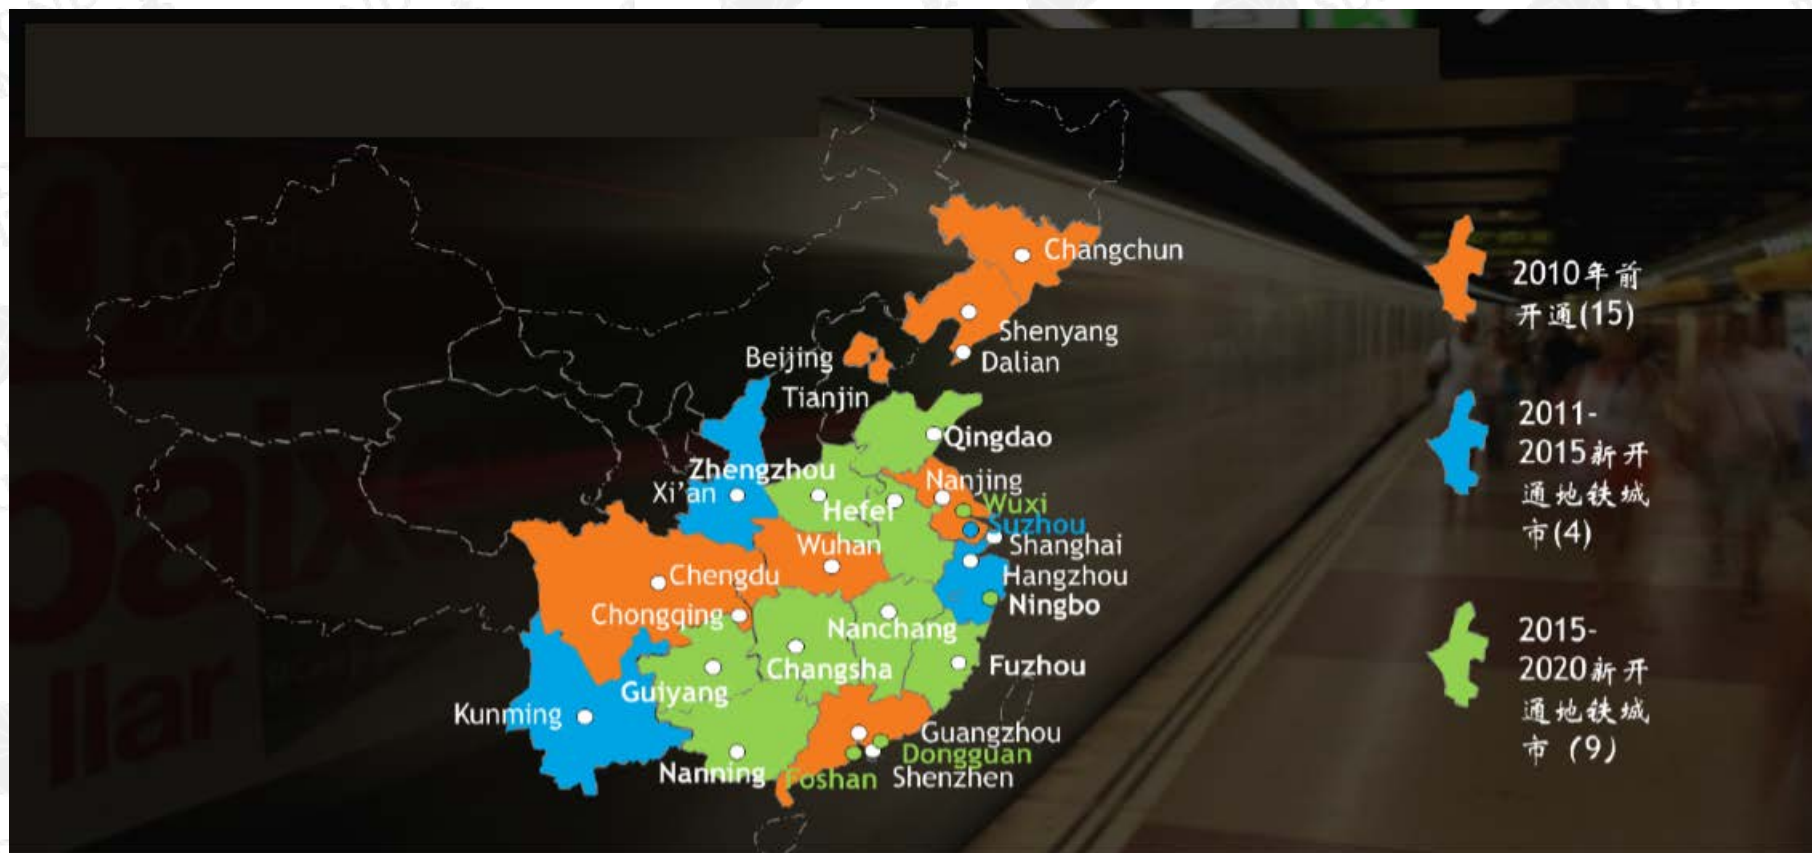 Changchun
Shenyang
Dalian
Beijing
Tianjin
Qingdao
Zhengzhou
Xi'an
Nanjing
Hefei
Wuxi
Suzhou
Shanghai
Wuhan
Hangzhou
Chengdu
Ningbo
Chongqing
Nanchang
Changsha
Fuzhou
Guiyang
Kunming
Guangzhou
Dongguan
Nanning
Foshan
Shenzhen
2010年前
开通(15)
2011-
2015新开
通地铁城
市(4)
2015-
2020新开
通地铁城
市（9）
llar